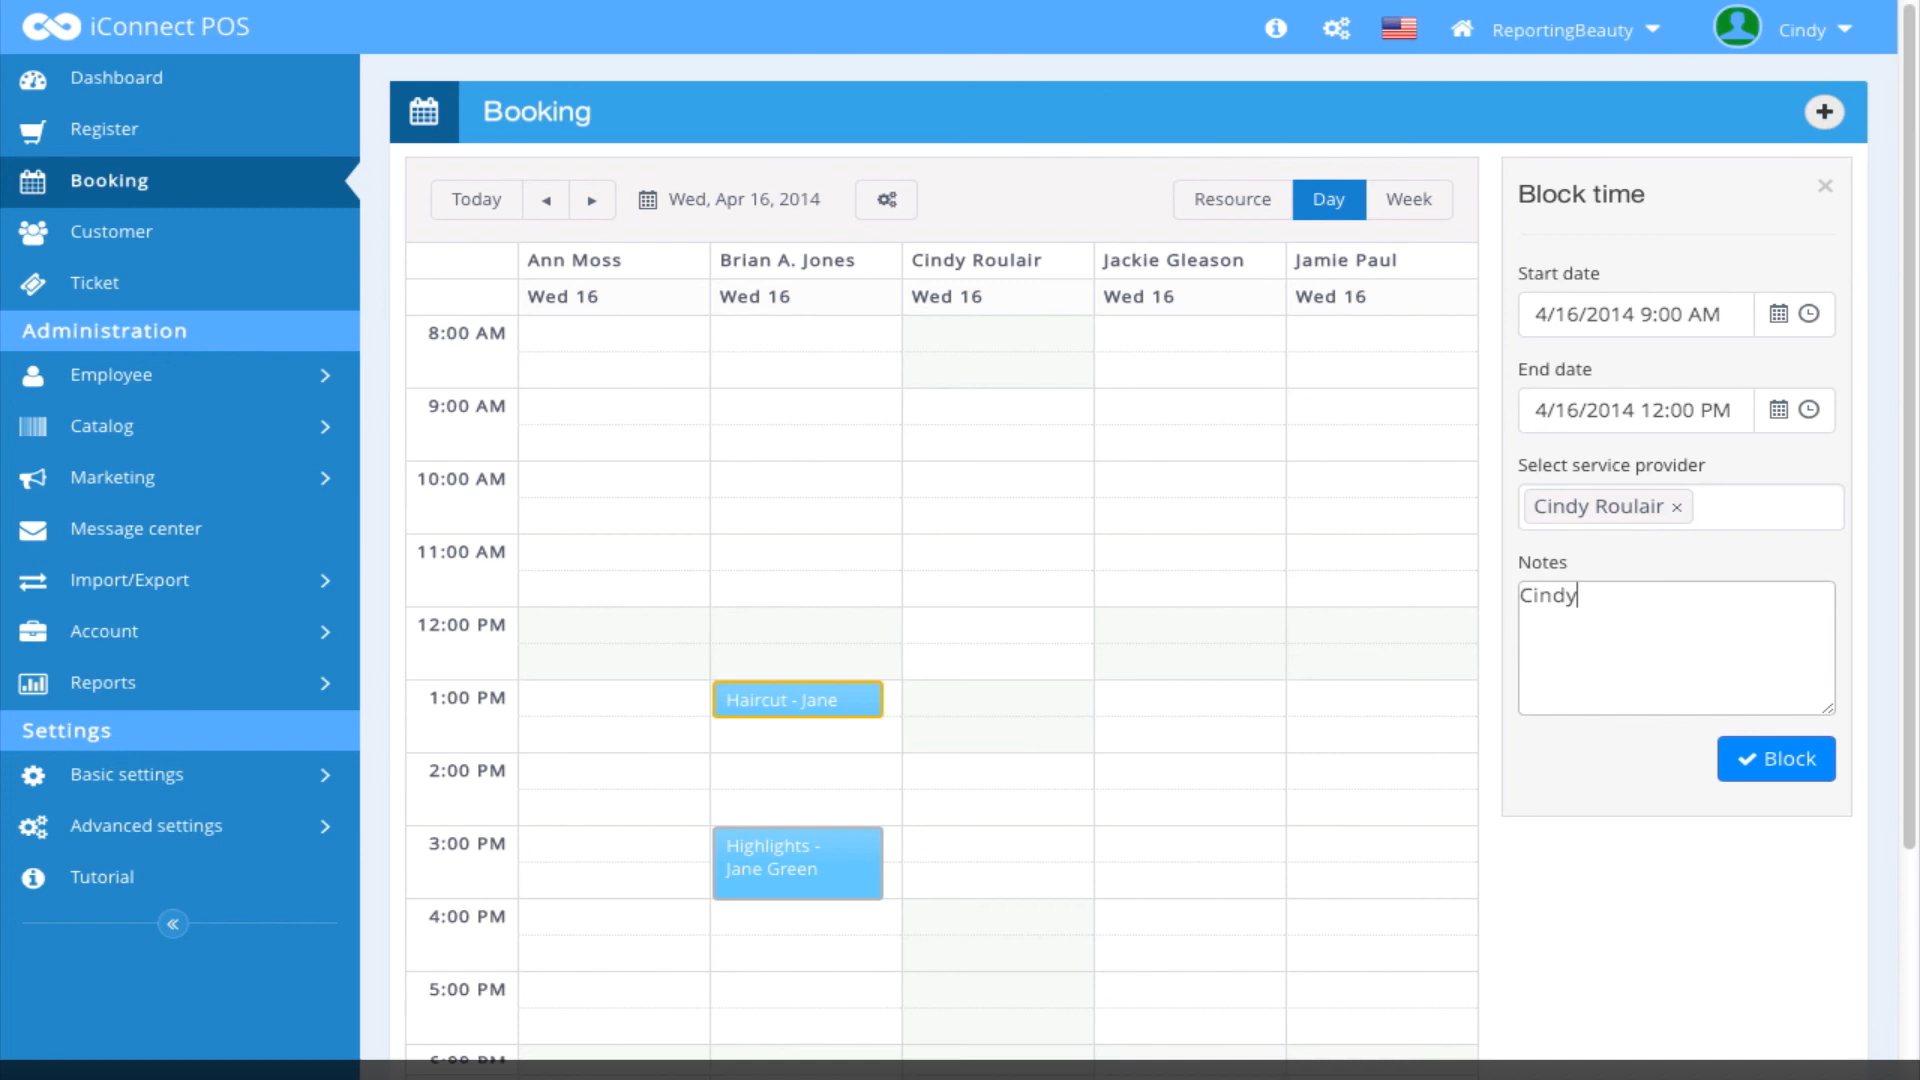 iConnect POS
ReportingBeauty
Cindy
Dashboard
Register
Booking
Customer
Ticket
Administration
Employee
Catalog
Marketing
Message center
Import/Export
Account
Reports
Settings
Basic settings
Advanced settings
Tutorial
Booking
Today
Wed, Apr 16, 2014
Resource
Day
Week
Ann Moss
Brian A. Jones
Cindy Roulair
Jackie Gleason
Jamie Paul
Wed 16
Wed 16
Wed 16
Wed 16
Wed 16
8:00 AM
9:00 AM
10:00 AM
11:00 AM
12:00 PM
1:00 PM
Haircut - Jane
2:00 PM
3:00 PM
Highlights -
Jane Green
4:00 PM
5:00 PM
6:00 PM
Block time
Start date
4/16/2014 9:00 AM
End date
4/16/2014 12:00 PM
Select service provider
Cindy Roulair ×
Notes
Cindy
Block